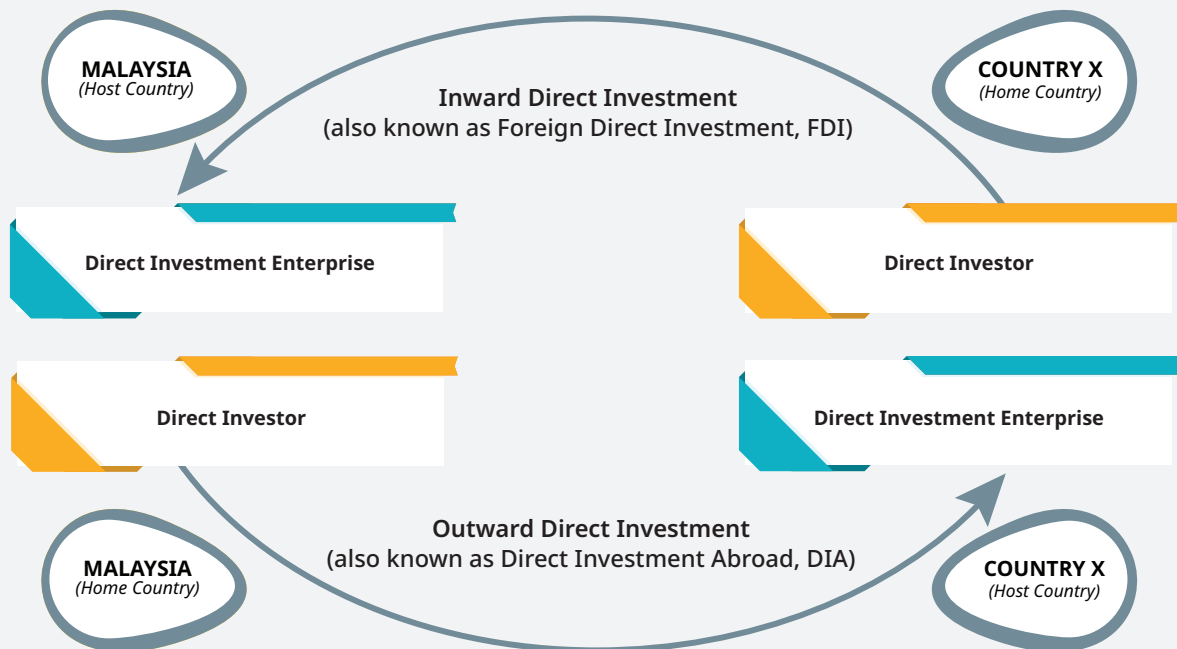 MALAYSIA
(Host Country)
COUNTRY X
(Home Country)
Inward Direct Investment
(also known as Foreign Direct Investment, FDI)
Direct Investment Enterprise
Direct Investor
Direct Investor
Direct Investment Enterprise
Outward Direct Investment
(also known as Direct Investment Abroad, DIA)
MALAYSIA
(Home Country)
COUNTRY X
(Host Country)